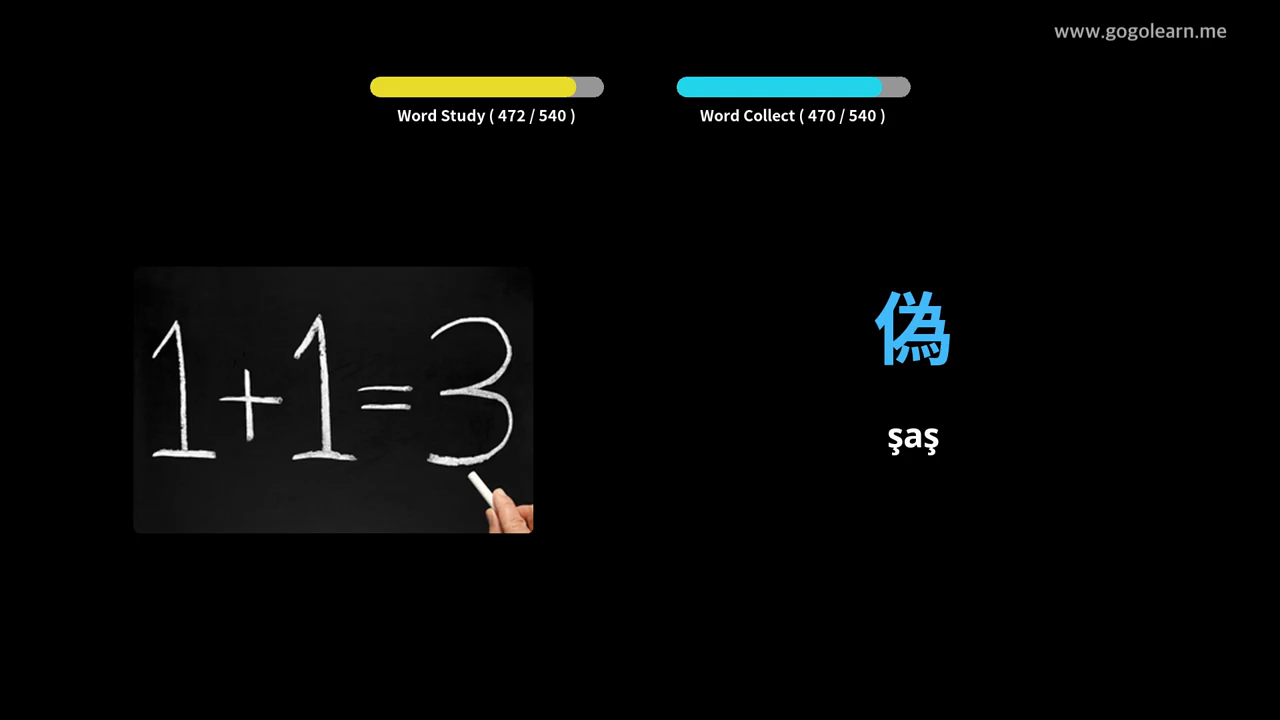 www.gogolearn.me
Word Study ( 472 / 540 )
Word Collect ( 470 / 540 )
1+1=3
偽
şaş